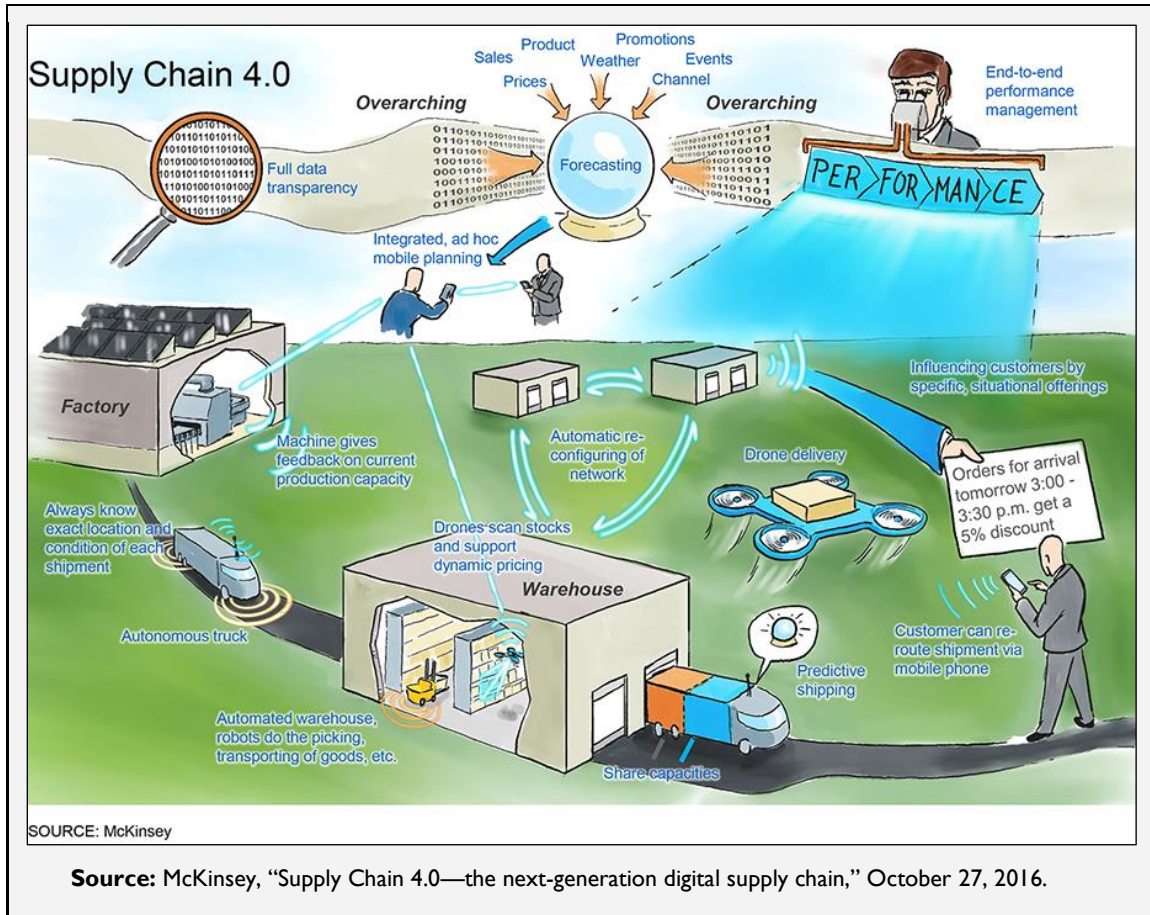 Supply Chain 4.0
Sales
Product
Promotions
Prices
Weather
Events
Channel
Overarching
Overarching
Forecasting
Full data
transparency
End-to-end
performance
management
PER FOR MAN CE
Integrated, ad hoc
mobile planning
Factory
Machine gives
feedback on current
production capacity
Automatic re-
configuring of
network
Influencing customers by
specific, situational offerings
Drone delivery
Orders for arrival
tomorrow 3:00 -
3:30 p.m. get a
5% discount
Always know
exact location and
condition of each
shipment
Autonomous truck
Drones scan stocks
and support
dynamic pricing
Warehouse
Customer can re-
route shipment via
mobile phone
Predictive
shipping
Automated warehouse,
robots do the picking,
transporting of goods, etc.
Share capacities
SOURCE: McKinsey
Source: McKinsey, “Supply Chain 4.0—the next-generation digital supply chain,” October 27, 2016.